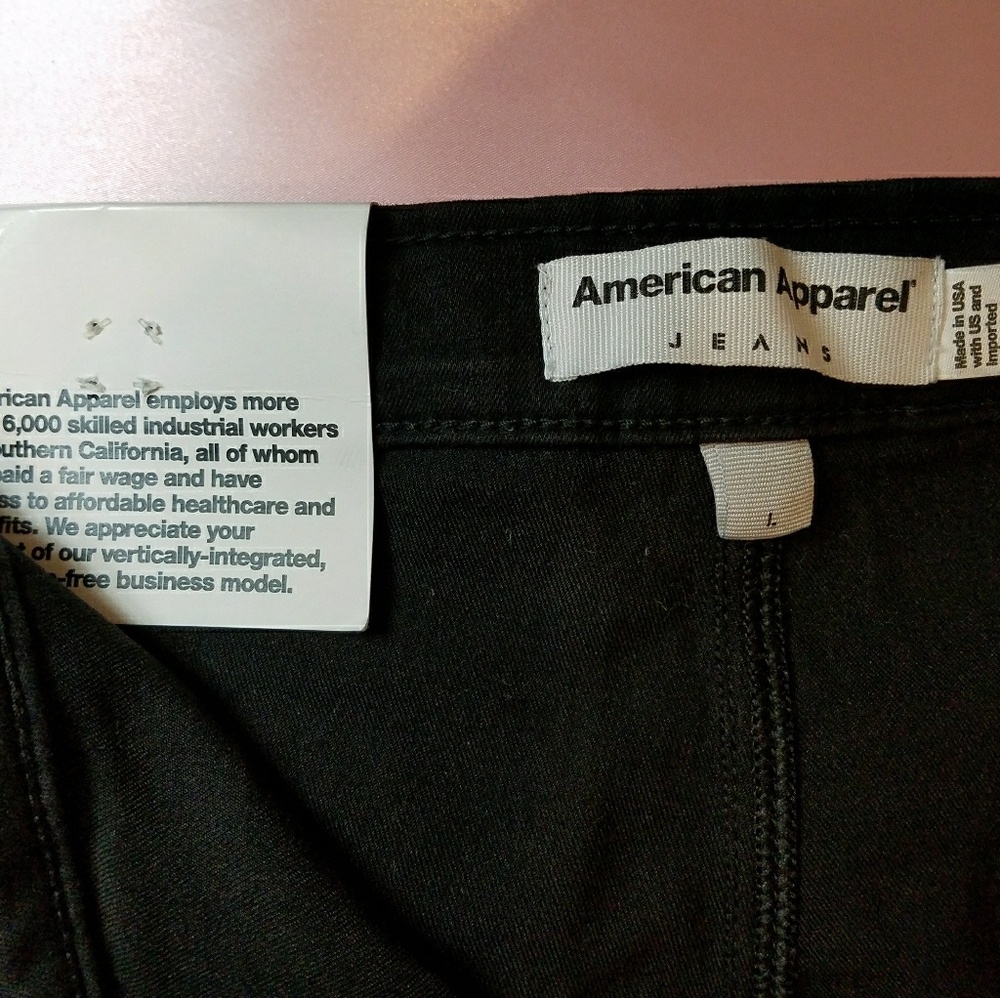 rican Apparel employs more
6,000 skilled industrial workers
uthern California, all of whom
aid a fair wage and have
ss to affordable healthcare and
fits. We appreciate your
t of our vertically-integrated,
-free business model.
American Apparel®
JEANS
Made in USA
with US and
Imported
L